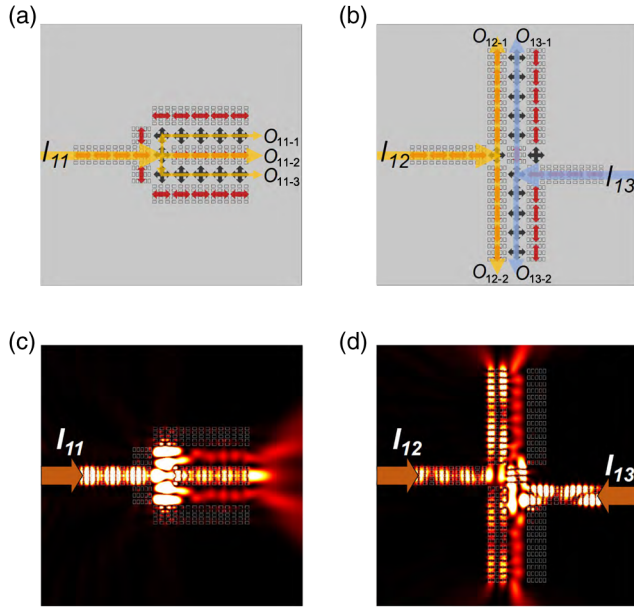 (a)
(b)
I11
O11-1
O11-2
O11-3
O12-1 O13-1
I12
I13
O12-2 O13-2
(c)
(d)
I11
I12
I13